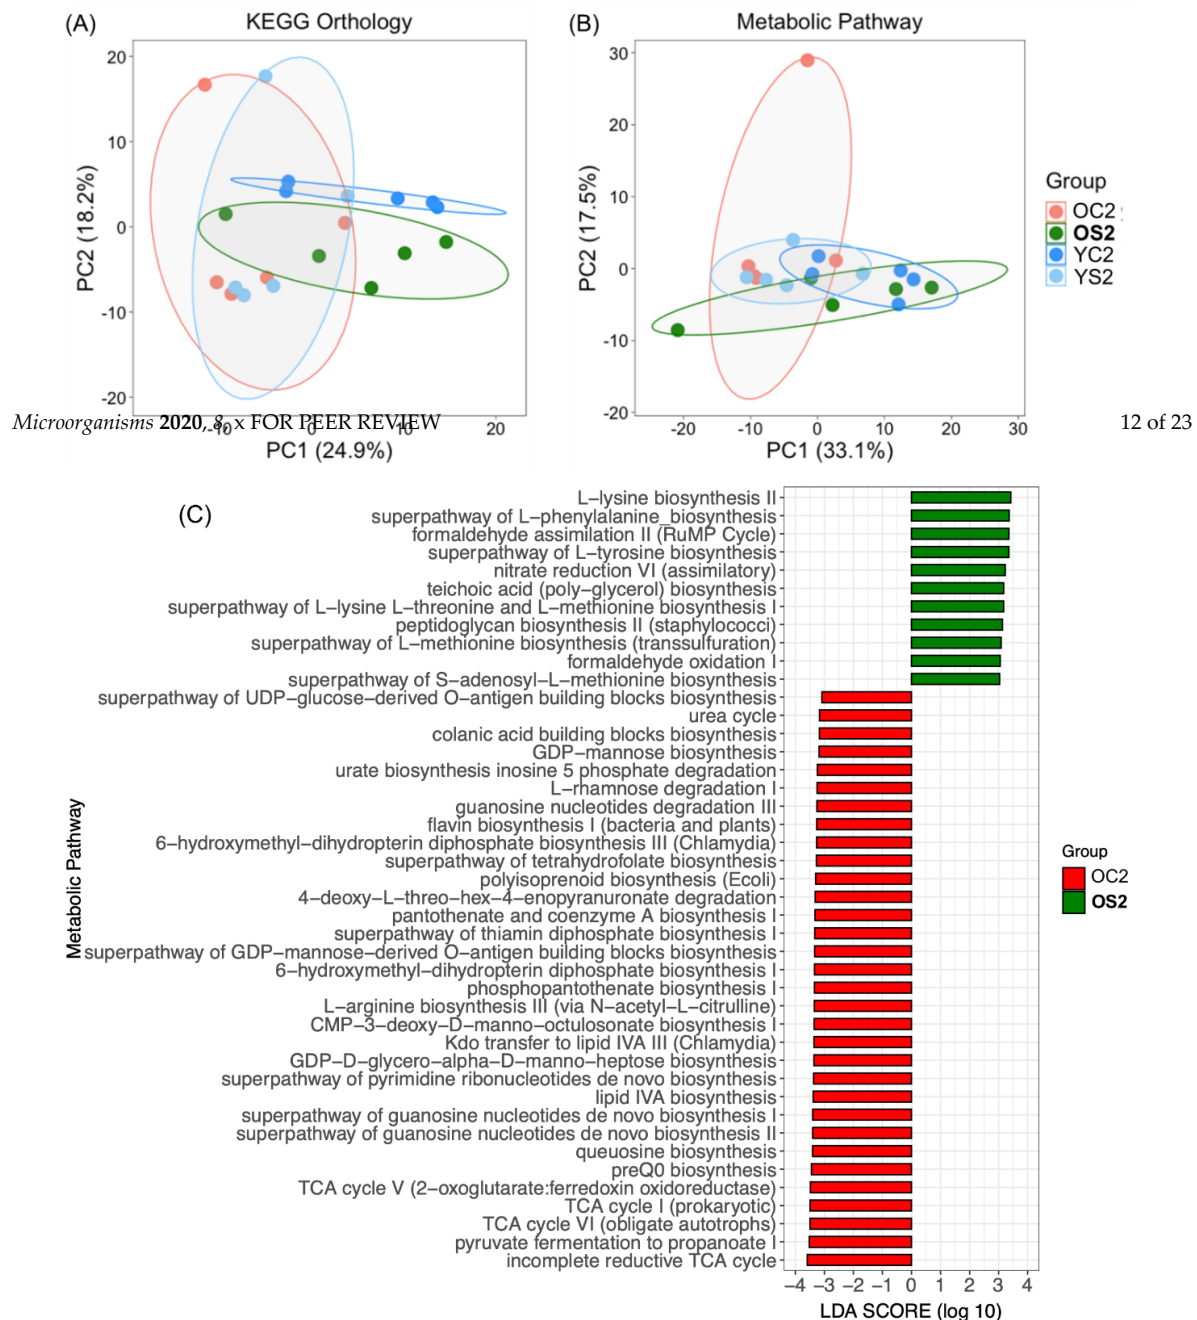 (A)
KEGG Orthology
20
10
0
-10
-20
PC2 (18.2%)
-10
0
10
20
PC1 (24.9%)
(B)
Metabolic Pathway
30
20
10
0
-10
-20
PC2 (17.5%)
-20
-10
0
10
20
30
PC1 (33.1%)
Group
OC2
OS2
YC2
YS2
Microorganisms 2020, 8, x FOR PEER REVIEW
12 of 23
(C)
L-lysine biosynthesis II
superpathway of L-phenylalanine_biosynthesis
formaldehyde assimilation II (RuMP Cycle)
superpathway of L-tyrosine biosynthesis
nitrate reduction VI (assimilatory)
teichoic acid (poly-glycerol) biosynthesis
superpathway of L-lysine L-threonine and L-methionine biosynthesis I
peptidoglycan biosynthesis II (staphylococci)
superpathway of L-methionine biosynthesis (transsulfuration)
formaldehyde oxidation I
superpathway of S-adenosyl-L-methionine biosynthesis
superpathway of UDP-glucose-derived O-antigen building blocks biosynthesis
urea cycle
colanic acid building blocks biosynthesis
GDP-mannose biosynthesis
urate biosynthesis inosine 5 phosphate degradation
L-rhamnose degradation I
guanosine nucleotides degradation III
flavin biosynthesis I (bacteria and plants)
6-hydroxymethyl-dihydropterin diphosphate biosynthesis III (Chlamydia)
superpathway of tetrahydrofolate biosynthesis
polyisoprenoid biosynthesis (Ecoli)
4-deoxy-L-threo-hex-4-enopyranuronate degradation
pantothenate and coenzyme A biosynthesis I
superpathway of thiamin diphosphate biosynthesis I
superpathway of GDP-mannose-derived O-antigen building blocks biosynthesis
6-hydroxymethyl-dihydropterin diphosphate biosynthesis I
phosphopantothenate biosynthesis I
L-arginine biosynthesis III (via N-acetyl-L-citrulline)
CMP-3-deoxy-D-manno-octulosonate biosynthesis I
Kdo transfer to lipid IVA III (Chlamydia)
GDP-D-glycero-alpha-D-manno-heptose biosynthesis
superpathway of pyrimidine ribonucleotides de novo biosynthesis
lipid IVA biosynthesis
superpathway of guanosine nucleotides de novo biosynthesis I
superpathway of guanosine nucleotides de novo biosynthesis II
queuosine biosynthesis
preQ0 biosynthesis
TCA cycle V (2-oxoglutarate:ferredoxin oxidoreductase)
TCA cycle I (prokaryotic)
TCA cycle VI (obligate autotrophs)
pyruvate fermentation to propanoate I
incomplete reductive TCA cycle
Metabolic Pathway
-4 -3 -2 -1 0 1 2 3 4
LDA SCORE (log 10)
Group
OC2
OS2